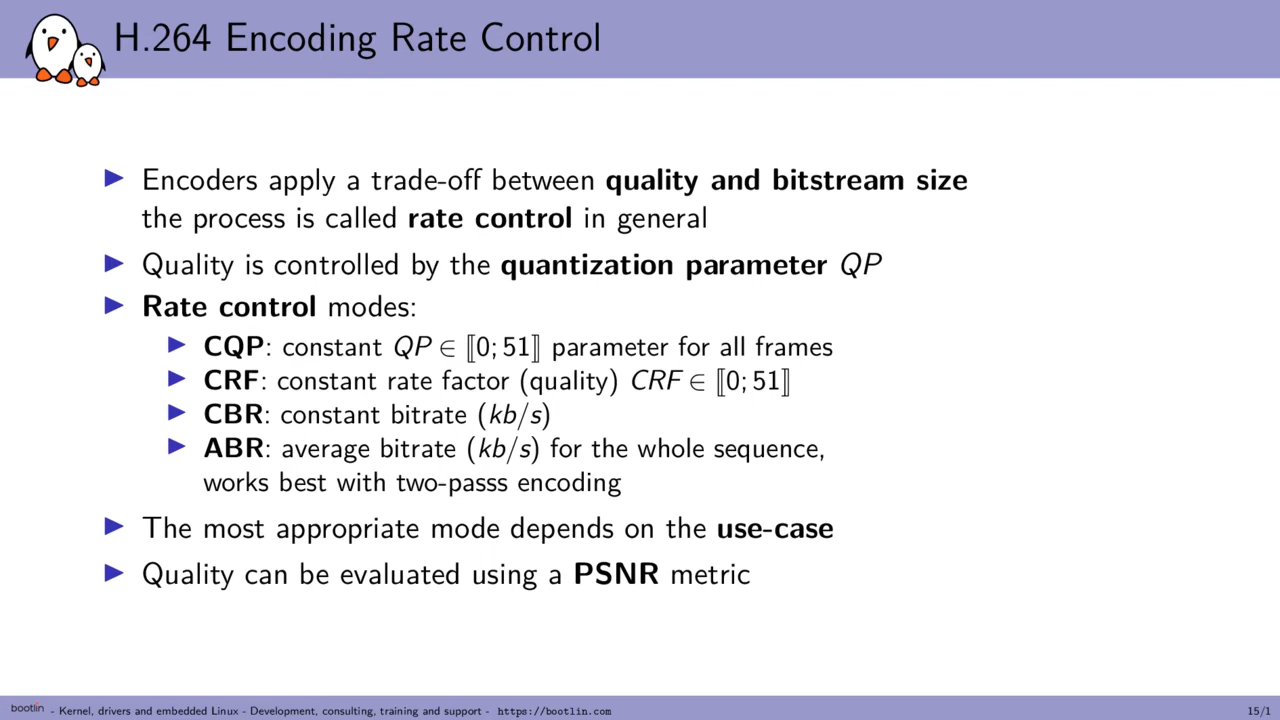 H.264 Encoding Rate Control
▶ Encoders apply a trade-off between quality and bitstream size
the process is called rate control in general
▶ Quality is controlled by the quantization parameter QP
▶ Rate control modes:
▶ CQP: constant QP ∈ ⟦0; 51⟧ parameter for all frames
▶ CRF: constant rate factor (quality) CRF ∈ ⟦0; 51⟧
▶ CBR: constant bitrate (kb/s)
▶ ABR: average bitrate (kb/s) for the whole sequence,
works best with two-passs encoding
▶ The most appropriate mode depends on the use-case
▶ Quality can be evaluated using a PSNR metric
bootlin - Kernel, drivers and embedded Linux - Development, consulting, training and support - https://bootlin.com 15/1